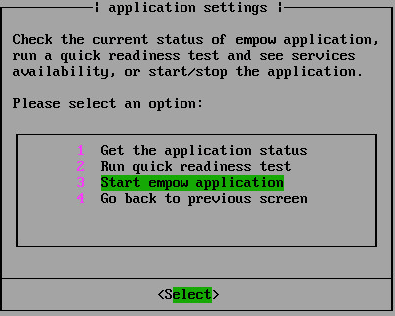 application settings
Check the current status of empow application,
run a quick readiness test and see services
availability, or start/stop the application.
Please select an option:
1 Get the application status
2 Run quick readiness test
3 Start empow application
4 Go back to previous screen
<Select>